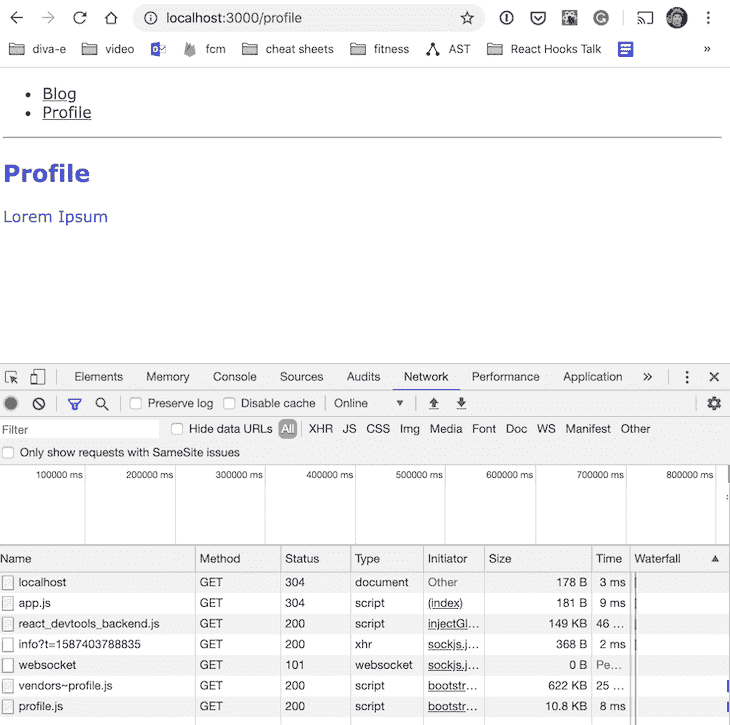 localhost:3000/profile
diva-e video fcm cheat sheets fitness AST React Hooks Talk »
Blog
Profile
Profile
Lorem Ipsum
Elements Memory Console Sources Audits Network Performance Application »
Preserve log Disable cache Online
Filter Hide data URLs All XHR JS CSS Img Media Font Doc WS Manifest Other
Only show requests with SameSite issues
100000 ms 200000 ms 300000 ms 400000 ms 500000 ms 600000 ms 700000 ms 800000 ms
Name Method Status Type Initiator Size Time Waterfall
localhost GET 304 document Other 178 B 3 ms
app.js GET 304 script (index) 181 B 9 ms
react_devtools_backend.js GET 200 script injectGl... 149 KB 46 ...
info?t=1587403788835 GET 200 xhr sockjs.j... 368 B 2 ms
websocket GET 101 websocket sockjs.j... 0 B Pe...
vendors~profile.js GET 200 script bootstr... 622 KB 25 ...
profile.js GET 200 script bootstr... 10.8 KB 8 ms